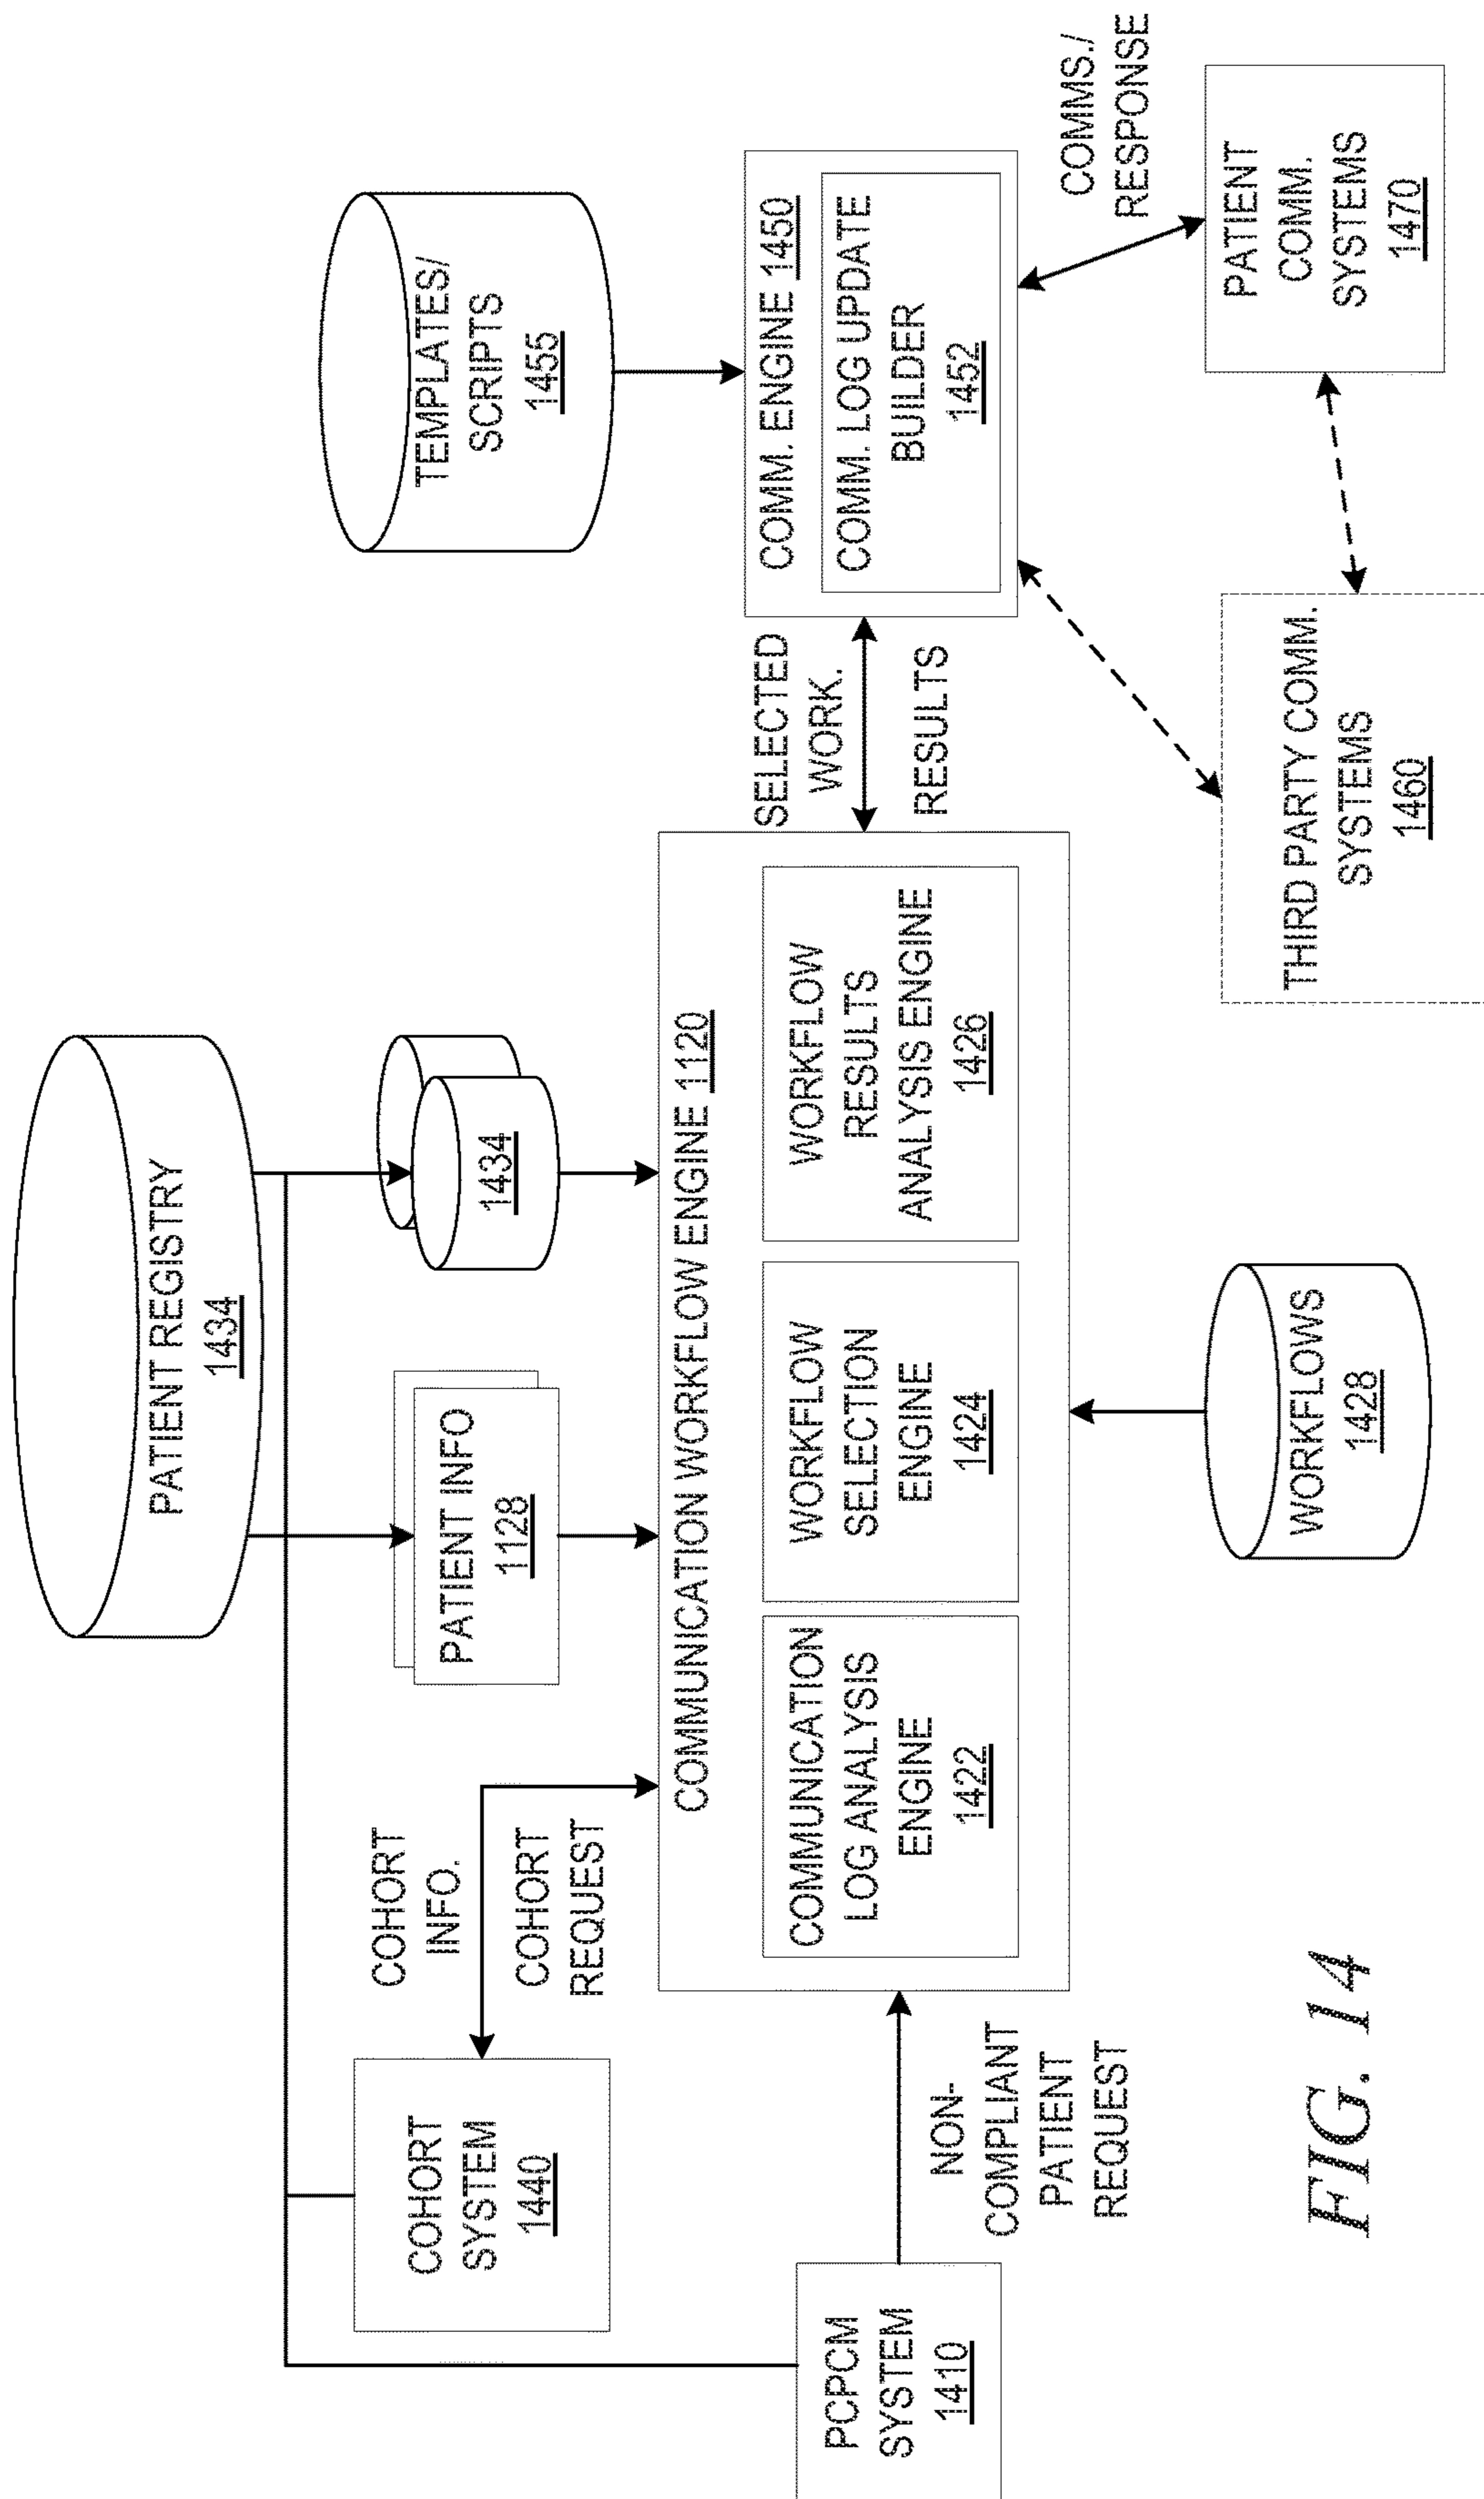 PATIENT REGISTRY
1434
COHORT
SYSTEM
1440
COHORT
INFO.
COHORT
REQUEST
PATIENT INFO
1128
1434
TEMPLATES/
SCRIPTS
1455
PCPCM
SYSTEM
1410
NON-
COMPLIANT
PATIENT
REQUEST
COMMUNICATION WORKFLOW ENGINE 1120
COMMUNICATION
LOG ANALYSIS
ENGINE
1422
WORKFLOW
SELECTION
ENGINE
1424
WORKFLOW
RESULTS
ANALYSIS ENGINE
1426
SELECTED
WORK.
RESULTS
COMM. ENGINE 1450
COMM. LOG UPDATE
BUILDER
1452
COMMS./
RESPONSE
WORKFLOWS
1428
THIRD PARTY COMM.
SYSTEMS
1460
PATIENT
COMM.
SYSTEMS
1470
FIG. 14